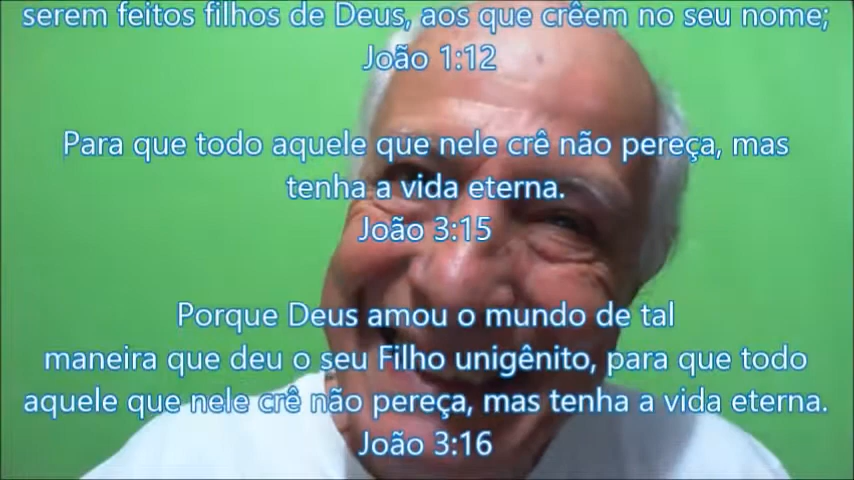 serem feitos filhos de Deus, aos que crêem no seu nome;
João 1:12
Para que todo aquele que nele crê não pereça, mas
tenha a vida eterna.
João 3:15
Porque Deus amou o mundo de tal
maneira que deu o seu Filho unigênito, para que todo
aquele que nele crê não pereça, mas tenha a vida eterna.
João 3:16